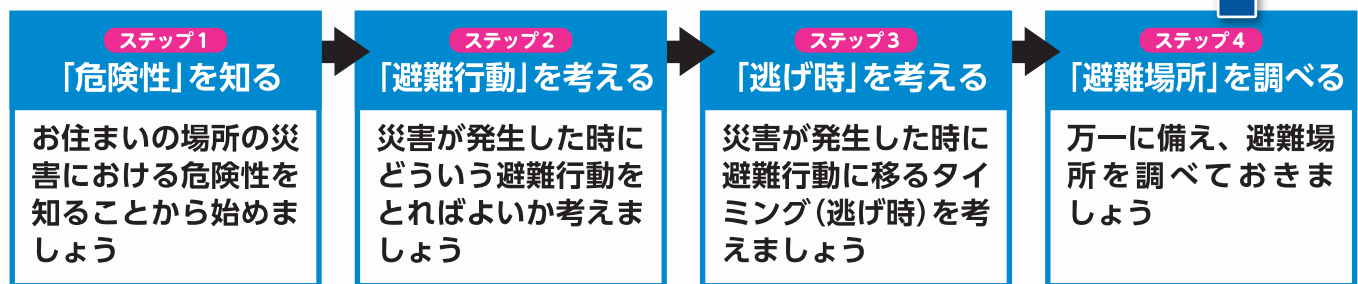 ステップ1
「危険性」を知る
お住まいの場所の災
害における危険性を
知ることから始めま
しょう
ステップ2
「避難行動」を考える
災害が発生した時に
どういう避難行動を
とればよいか考えま
しょう
ステップ3
「逃げ時」を考える
災害が発生した時に
避難行動に移るタイ
ミング(逃げ時)を考
えましょう
ステップ4
「避難場所」を調べる
万一に備え、避難場
所を調べておきま
しょう